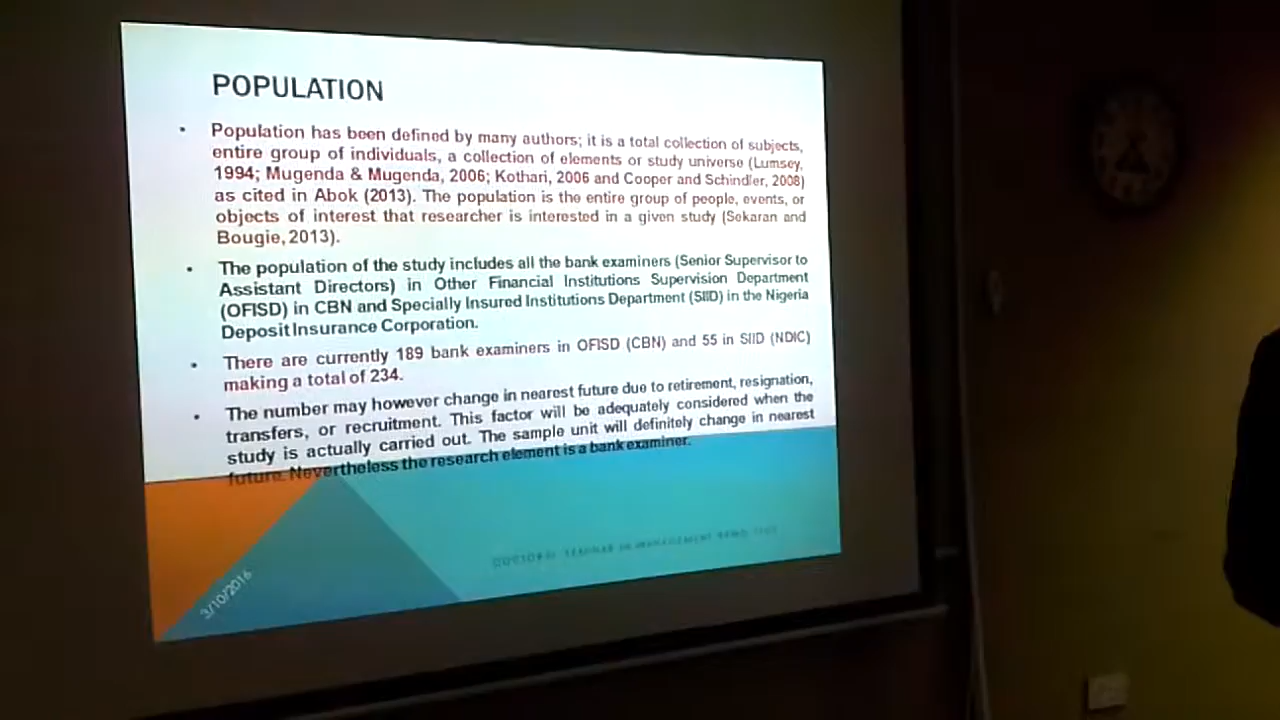 POPULATION
• Population has been defined by many authors; it is a total collection of subjects,
entire group of individuals, a collection of elements or study universe (Lumsey,
1994; Mugenda & Mugenda, 2006; Kothari, 2006 and Cooper and Schindler, 2008)
as cited in Abok (2013). The population is the entire group of people, events, or
objects of interest that researcher is interested in a given study (Sekaran and
Bougie, 2013).
• The population of the study includes all the bank examiners (Senior Supervisor to
Assistant Directors) in Other Financial Institutions Supervision Department
(OFISD) in CBN and Specially Insured Institutions Department (SIID) in the Nigeria
Deposit Insurance Corporation.
• There are currently 189 bank examiners in OFISD (CBN) and 55 in SIID (NDIC)
making a total of 234.
• The number may however change in nearest future due to retirement, resignation,
transfers, or recruitment. This factor will be adequately considered when the
study is actually carried out. The sample unit will definitely change in nearest
future. Nevertheless the research element is a bank examiner.
DOCTORAL SEMINAR IN MANAGEMENT
3/10/2016